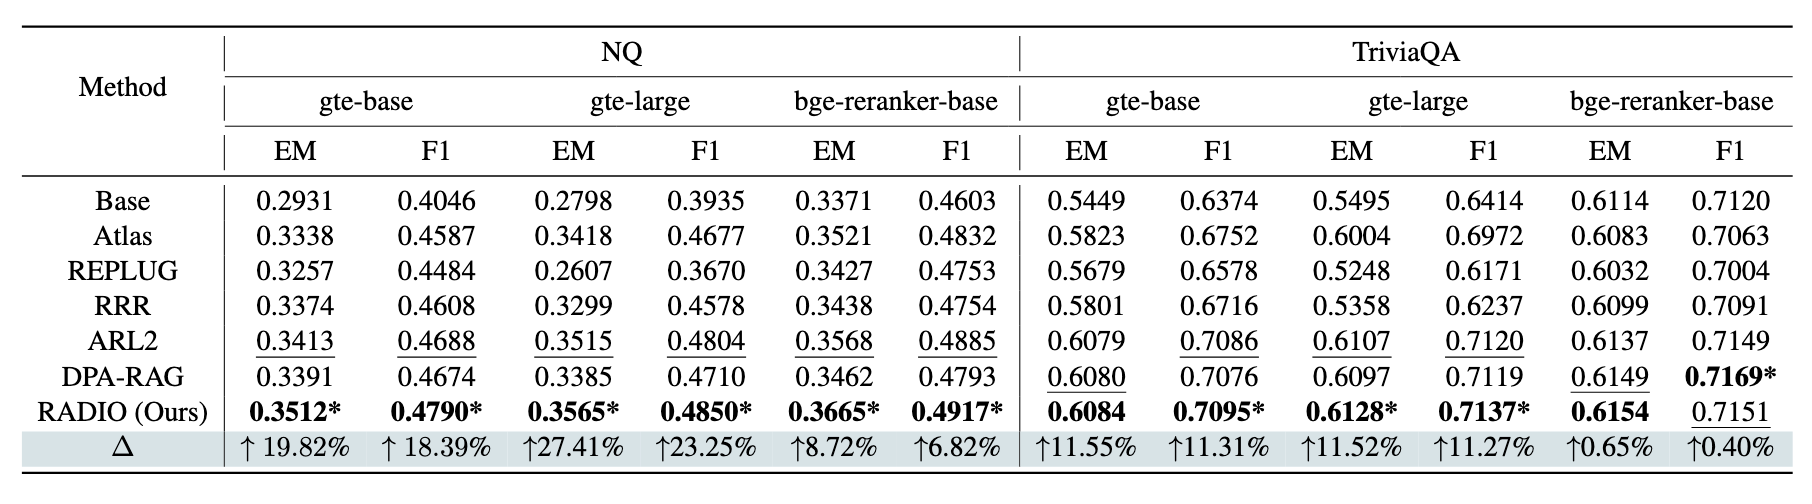 NQ TriviaQA
Method
gte-base gte-large bge-reranker-base gte-base gte-large bge-reranker-base
EM F1 EM F1 EM F1 EM F1 EM F1 EM F1
Base 0.2931 0.4046 0.2798 0.3935 0.3371 0.4603 0.5449 0.6374 0.5495 0.6414 0.6114 0.7120
Atlas 0.3338 0.4587 0.3418 0.4677 0.3521 0.4832 0.5823 0.6752 0.6004 0.6972 0.6083 0.7063
REPLUG 0.3257 0.4484 0.2607 0.3670 0.3427 0.4753 0.5679 0.6578 0.5248 0.6171 0.6032 0.7004
RRR 0.3374 0.4608 0.3299 0.4578 0.3438 0.4754 0.5801 0.6716 0.5358 0.6237 0.6099 0.7091
ARL2 0.3413 0.4688 0.3515 0.4804 0.3568 0.4885 0.6079 0.7086 0.6107 0.7120 0.6137 0.7149
DPA-RAG 0.3391 0.4674 0.3385 0.4710 0.3462 0.4793 0.6080 0.7076 0.6097 0.7119 0.6149 0.7169*
RADIO (Ours) 0.3512* 0.4790* 0.3565* 0.4850* 0.3665* 0.4917* 0.6084 0.7095* 0.6128* 0.7137* 0.6154 0.7151
Δ ↑ 19.82% ↑ 18.39% ↑27.41% ↑23.25% ↑8.72% ↑6.82% ↑11.55% ↑11.31% ↑11.52% ↑11.27% ↑0.65% ↑0.40%